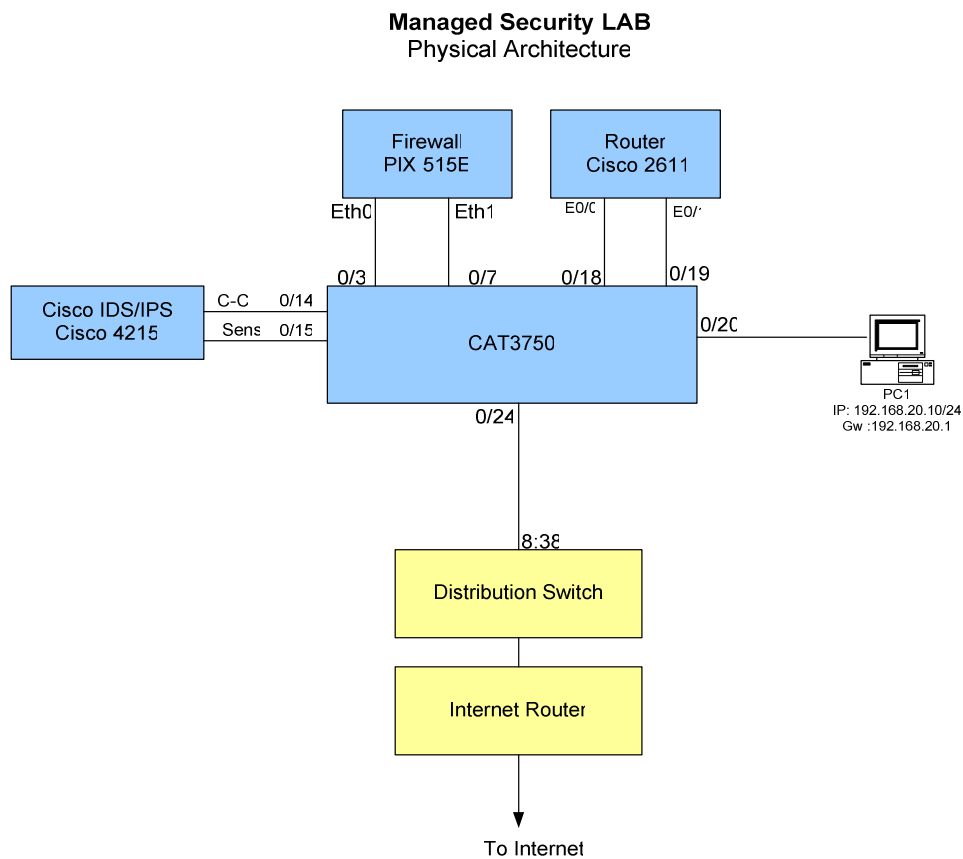 Managed Security LAB
Physical Architecture
Firewall
PIX 515E
Router
Cisco 2611
Eth0
Eth1
E0/0
E0/1
0/3
0/7
0/18
0/19
Cisco IDS/IPS
Cisco 4215
C-C
0/14
Sens
0/15
CAT3750
0/20
PC1
IP: 192.168.20.10/24
Gw :192.168.20.1
0/24
8:38
Distribution Switch
Internet Router
To Internet